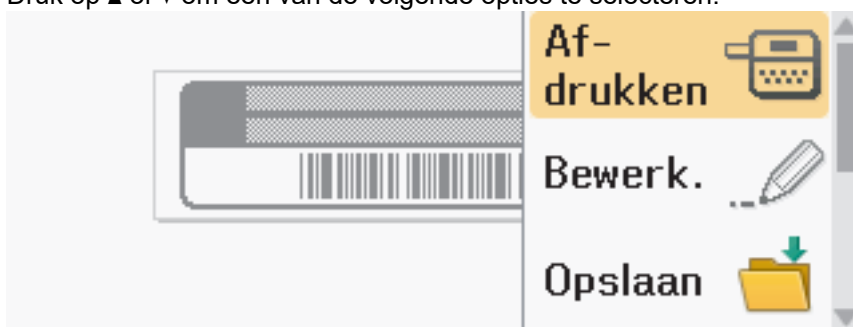 Druk op ▲ of ▼ om een van de volgende opties te selecteren.
Af-
drukken
Bewerk.
Opslaan